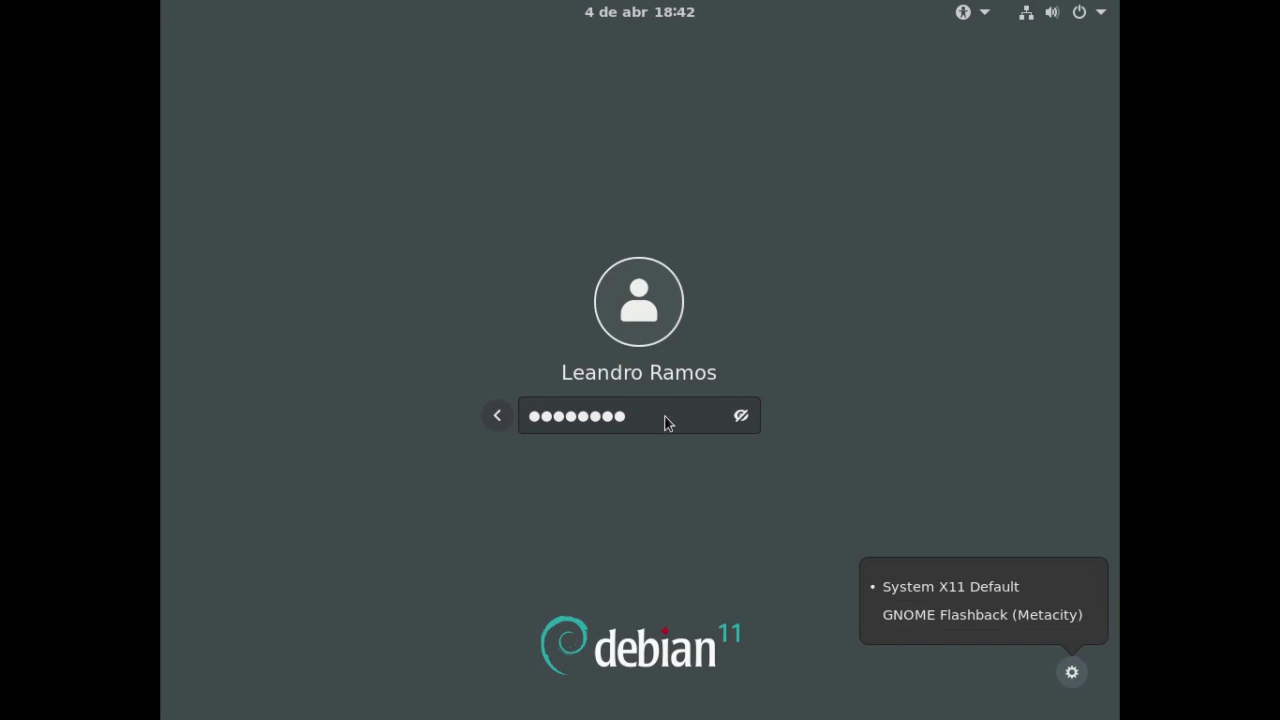 4 de abr 18:42
Leandro Ramos
• System X11 Default
GNOME Flashback (Metacity)
debian 11